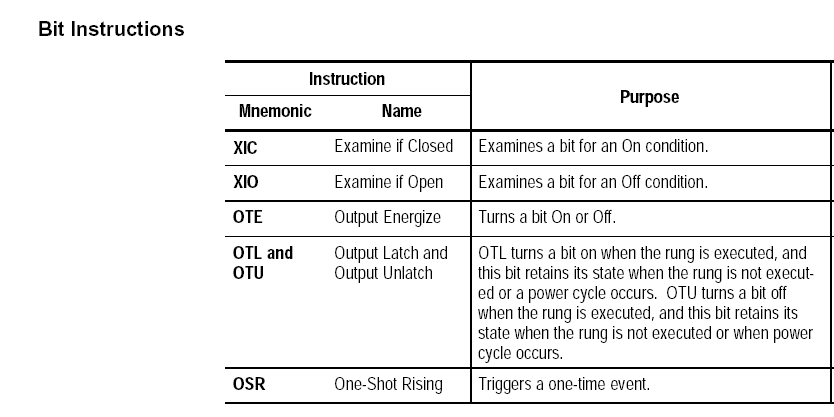 Bit Instructions
Instruction
Purpose
Mnemonic Name
XIC Examine if Closed Examines a bit for an On condition.
XIO Examine if Open Examines a bit for an Off condition.
OTE Output Energize Turns a bit On or Off.
OTL and Output Latch and OTL turns a bit on when the rung is executed, and
OTU Output Unlatch this bit retains its state when the rung is not execut-
ed or a power cycle occurs. OTU turns a bit off
when the rung is executed, and this bit retains its
state when the rung is not executed or when power
cycle occurs.
OSR One-Shot Rising Triggers a one-time event.